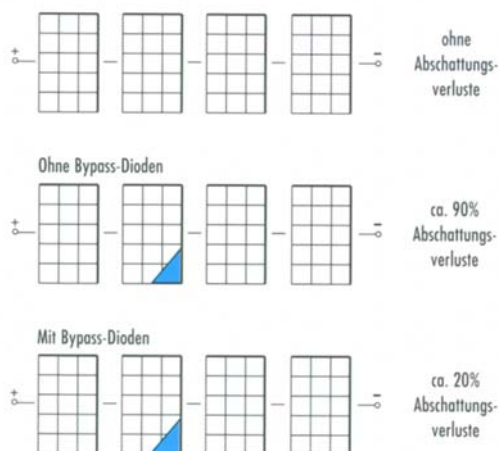 +
−
ohne
Abschattungs-
verluste
Ohne Bypass-Dioden
+
−
ca. 90%
Abschattungs-
verluste
Mit Bypass-Dioden
+
−
ca. 20%
Abschattungs-
verluste